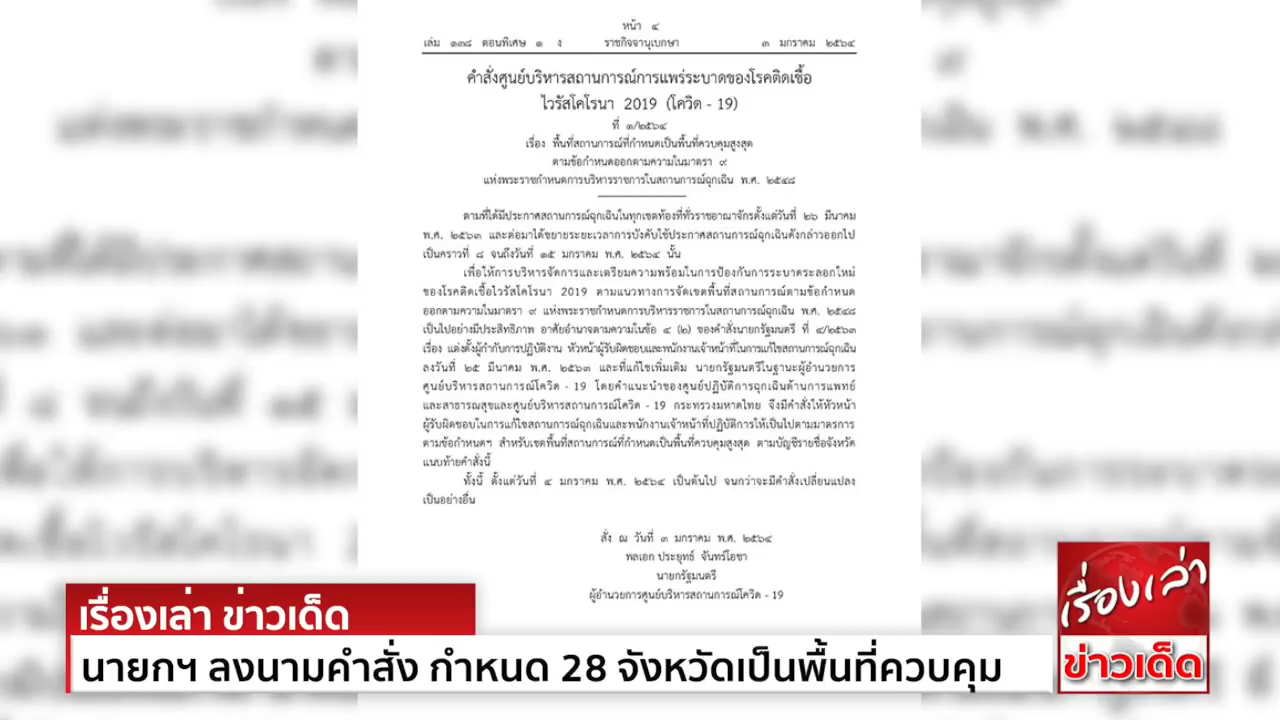 หน้า ๔
เล่ม ๑๓๘ ตอนพิเศษ ๑ ง ราชกิจจานุเบกษา ๓ มกราคม ๒๕๖๔
คำสั่งศูนย์บริหารสถานการณ์การแพร่ระบาดของโรคติดเชื้อ
ไวรัสโคโรนา 2019 (โควิด - 19)
ที่ ๑/๒๕๖๔
เรื่อง พื้นที่สถานการณ์ที่กำหนดเป็นพื้นที่ควบคุมสูงสุด
ตามข้อกำหนดออกตามความในมาตรา ๙
แห่งพระราชกำหนดการบริหารราชการในสถานการณ์ฉุกเฉิน พ.ศ. ๒๕๔๘
ตามที่ได้มีประกาศสถานการณ์ฉุกเฉินในทุกเขตท้องที่ทั่วราชอาณาจักรตั้งแต่วันที่ ๒๖ มีนาคม
พ.ศ. ๒๕๖๓ และต่อมาได้ขยายระยะเวลาการบังคับใช้ประกาศสถานการณ์ฉุกเฉินดังกล่าวออกไป
เป็นคราวที่ ๘ จนถึงวันที่ ๑๕ มกราคม พ.ศ. ๒๕๖๔ นั้น
เพื่อให้การบริหารจัดการและเตรียมความพร้อมในการป้องกันการระบาดระลอกใหม่
ของโรคติดเชื้อไวรัสโคโรนา 2019 ตามแนวทางการจัดเขตพื้นที่สถานการณ์ตามข้อกำหนด
ออกตามความในมาตรา ๙ แห่งพระราชกำหนดการบริหารราชการในสถานการณ์ฉุกเฉิน พ.ศ. ๒๕๔๘
เป็นไปอย่างมีประสิทธิภาพ อาศัยอำนาจตามความในข้อ ๔ (๒) ของคำสั่งนายกรัฐมนตรี ที่ ๔/๒๕๖๓
เรื่อง แต่งตั้งผู้กำกับการปฏิบัติงาน หัวหน้าผู้รับผิดชอบและพนักงานเจ้าหน้าที่ในการแก้ไขสถานการณ์ฉุกเฉิน
ลงวันที่ ๒๕ มีนาคม พ.ศ. ๒๕๖๓ และที่แก้ไขเพิ่มเติม นายกรัฐมนตรีในฐานะผู้อำนวยการ
ศูนย์บริหารสถานการณ์โควิด - 19 โดยคำแนะนำของศูนย์ปฏิบัติการฉุกเฉินด้านการแพทย์
และสาธารณสุขและศูนย์บริหารสถานการณ์โควิด - 19 กระทรวงมหาดไทย จึงมีคำสั่งให้หัวหน้า
ผู้รับผิดชอบในการแก้ไขสถานการณ์ฉุกเฉินและพนักงานเจ้าหน้าที่ปฏิบัติการให้เป็นไปตามมาตรการ
ตามข้อกำหนดฯ สำหรับเขตพื้นที่สถานการณ์ที่กำหนดเป็นพื้นที่ควบคุมสูงสุด ตามบัญชีรายชื่อจังหวัด
แนบท้ายคำสั่งนี้
ทั้งนี้ ตั้งแต่วันที่ ๔ มกราคม พ.ศ. ๒๕๖๔ เป็นต้นไป จนกว่าจะมีคำสั่งเปลี่ยนแปลง
เป็นอย่างอื่น
สั่ง ณ วันที่ ๓ มกราคม พ.ศ. ๒๕๖๔
พลเอก ประยุทธ์ จันทร์โอชา
นายกรัฐมนตรี
ผู้อำนวยการศูนย์บริหารสถานการณ์โควิด - 19
เรื่องเล่า ข่าวเด็ด
นายกฯ ลงนามคำสั่ง กำหนด 28 จังหวัดเป็นพื้นที่ควบคุม
เรื่องเล่า
ข่าวเด็ด